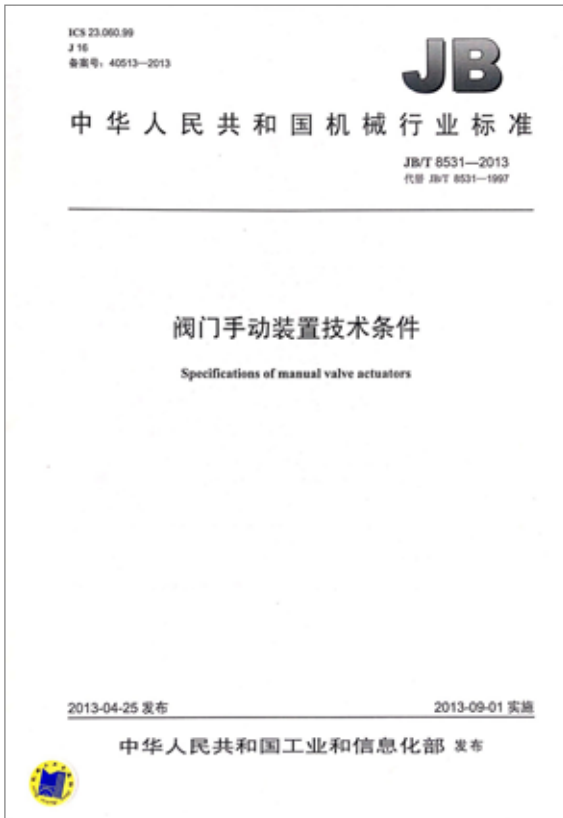 ICS 23.060.99
J 16
备案号：40513—2013
JB
中华人民共和国机械行业标准
JB/T 8531—2013
代替 JB/T 8531—1997
阀门手动装置技术条件
Specifications of manual valve actuators
2013-04-25 发布
2013-09-01 实施
中华人民共和国工业和信息化部 发布